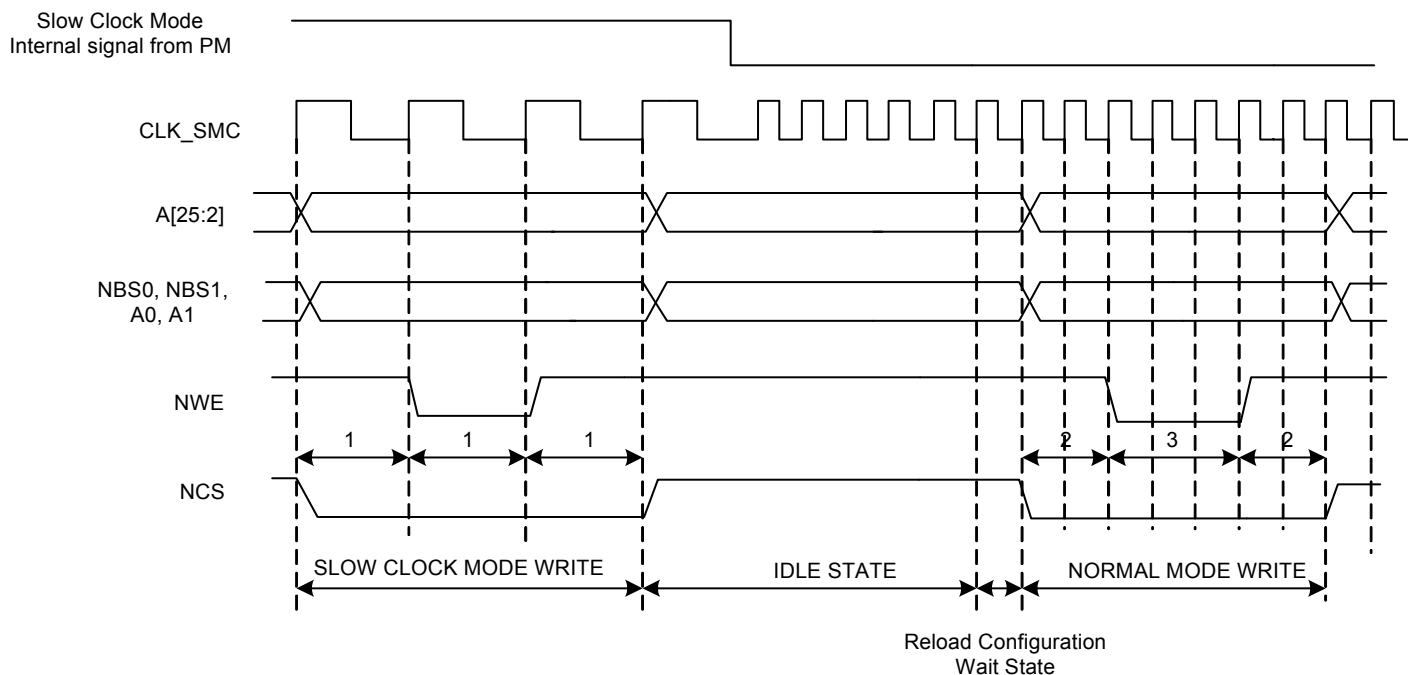 Slow Clock Mode
Internal signal from PM
CLK_SMC
A[25:2]
NBS0, NBS1,
A0, A1
NWE
1 1 1 2 3 2
NCS
SLOW CLOCK MODE WRITE IDLE STATE NORMAL MODE WRITE
Reload Configuration
Wait State